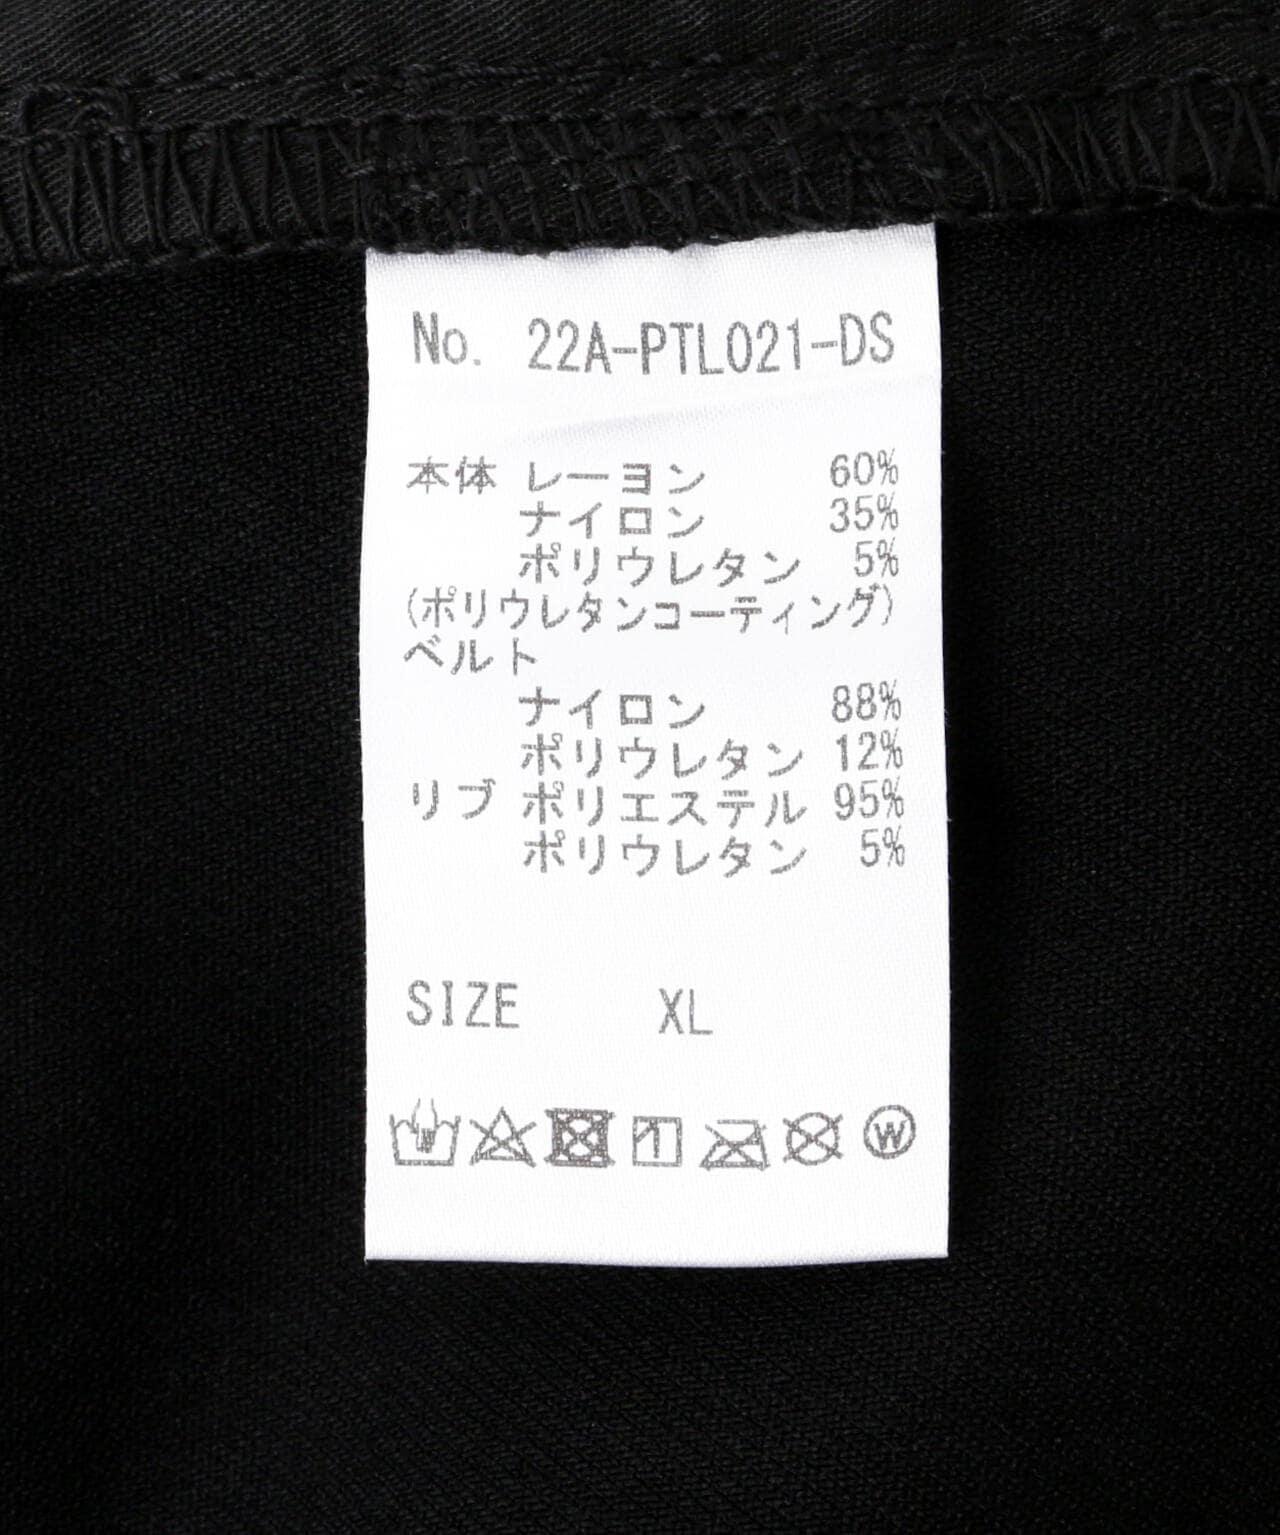 No. 22A-PTL021-DS
本体 レーヨン 60%
ナイロン 35%
ポリウレタン 5%
(ポリウレタンコーティング)
ベルト
ナイロン 88%
ポリウレタン 12%
リブ ポリエステル 95%
ポリウレタン 5%
SIZE XL
W